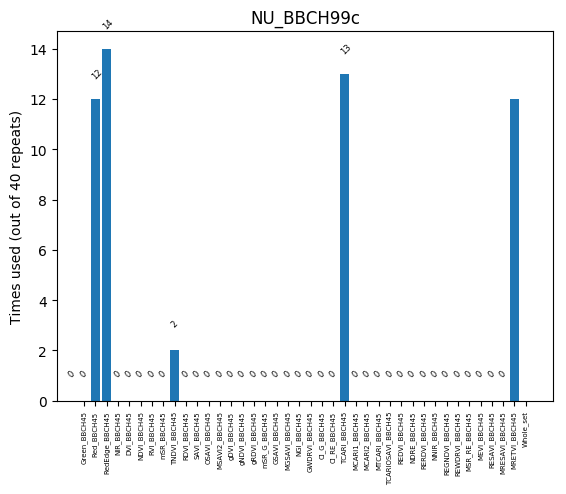 NU_BBCH99c
Times used (out of 40 repeats)
14
12
10
8
6
4
2
0
0
0
12
14
0
0
0
0
0
2
0
0
0
0
0
0
0
0
0
0
0
0
0
0
13
0
0
0
0
0
0
0
0
0
0
0
0
0
0
Green_BBCH45
Red_BBCH45
RedEdge_BBCH45
NIR_BBCH45
DVI_BBCH45
NDVI_BBCH45
RVI_BBCH45
mSR_BBCH45
TNDVI_BBCH45
RDVI_BBCH45
SAVI_BBCH45
OSAVI_BBCH45
MSAVI2_BBCH45
gDVI_BBCH45
gNDVI_BBCH45
gRDVI_BBCH45
mSR_G_BBCH45
GSAVI_BBCH45
MGSAVI_BBCH45
NGI_BBCH45
GWDRVI_BBCH45
CI_G_BBCH45
CI_RE_BBCH45
TCARI_BBCH45
MCARI1_BBCH45
MCARI2_BBCH45
MTCARI_BBCH45
TCARIOSAVI_BBCH45
REDVI_BBCH45
NDRE_BBCH45
RERDVI_BBCH45
NNIR_BBCH45
REGNDVI_BBCH45
REWDRVI_BBCH45
MSR_RE_BBCH45
MEVI_BBCH45
RESAVI_BBCH45
MRESAVI_BBCH45
MRETVI_BBCH45
Whole_set